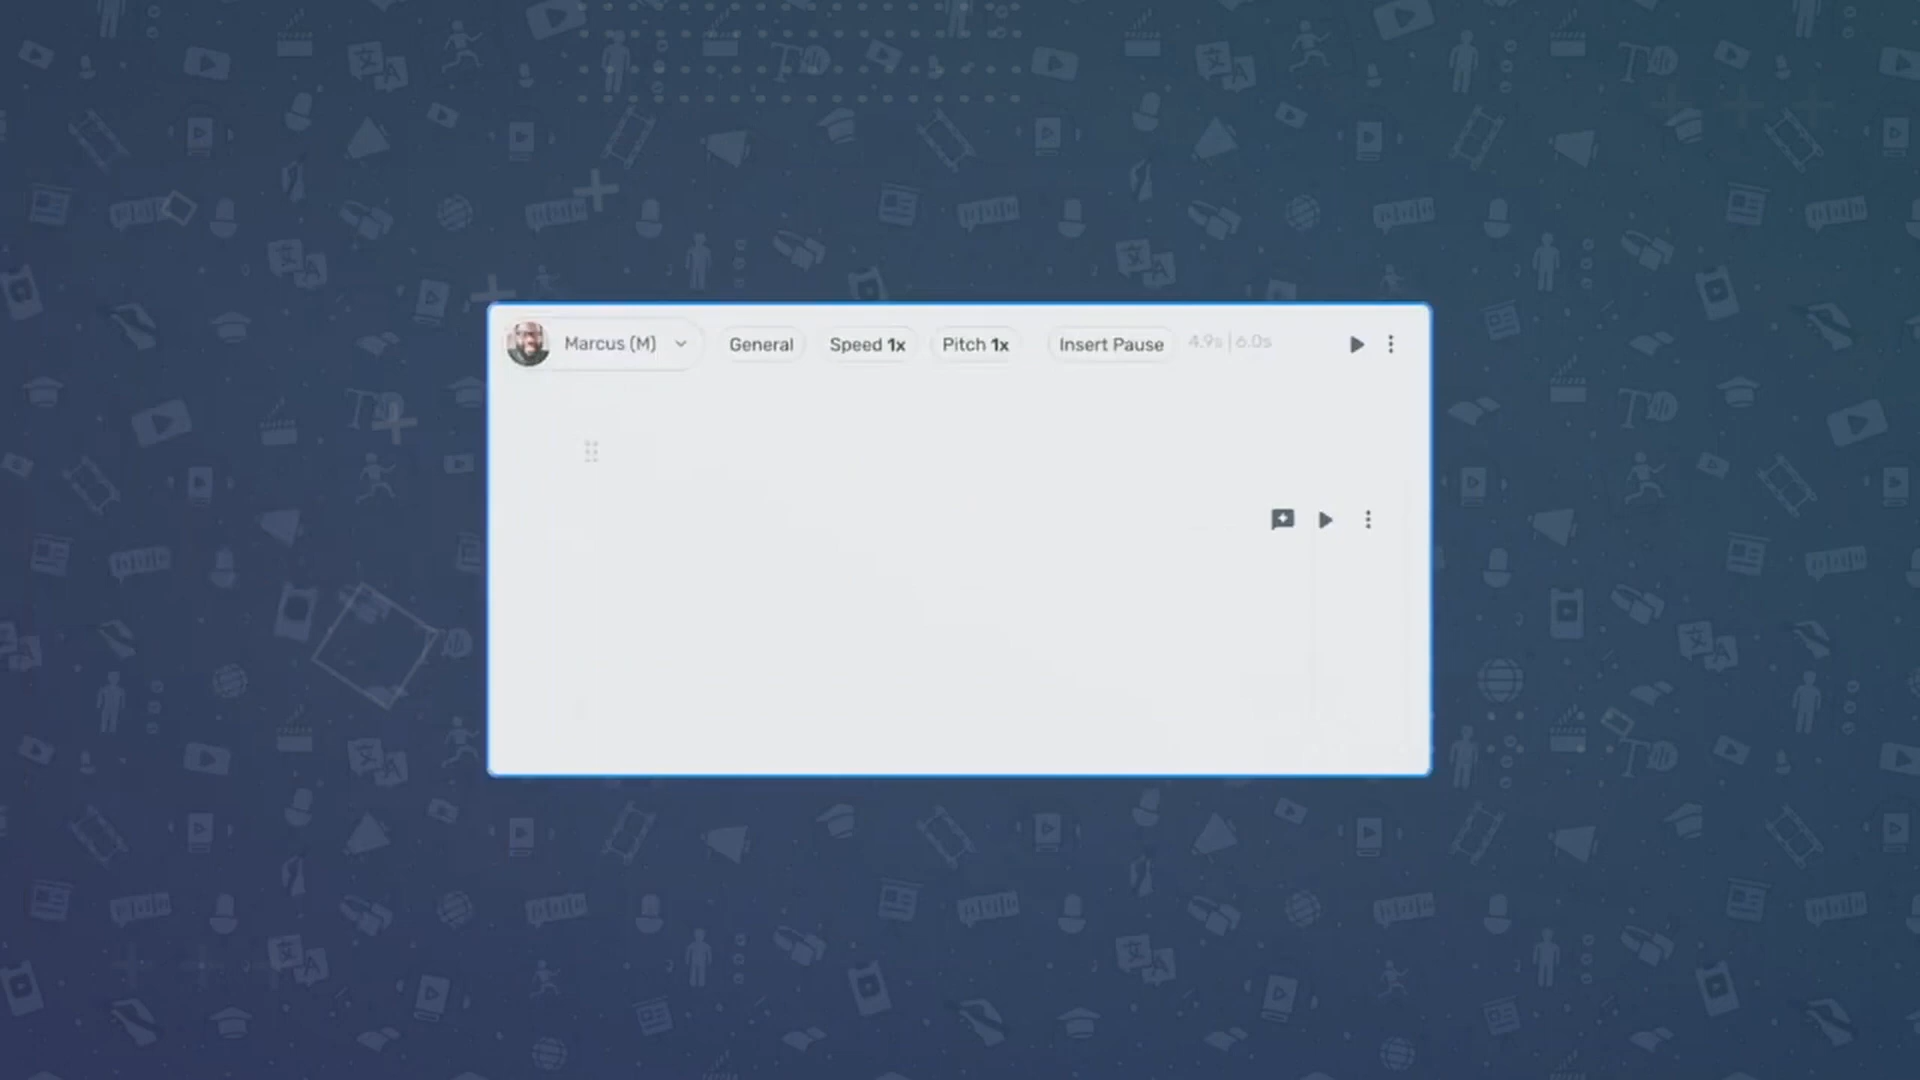 Marcus (M) General Speed 1x Pitch 1x Insert Pause 4.9s | 6.0s